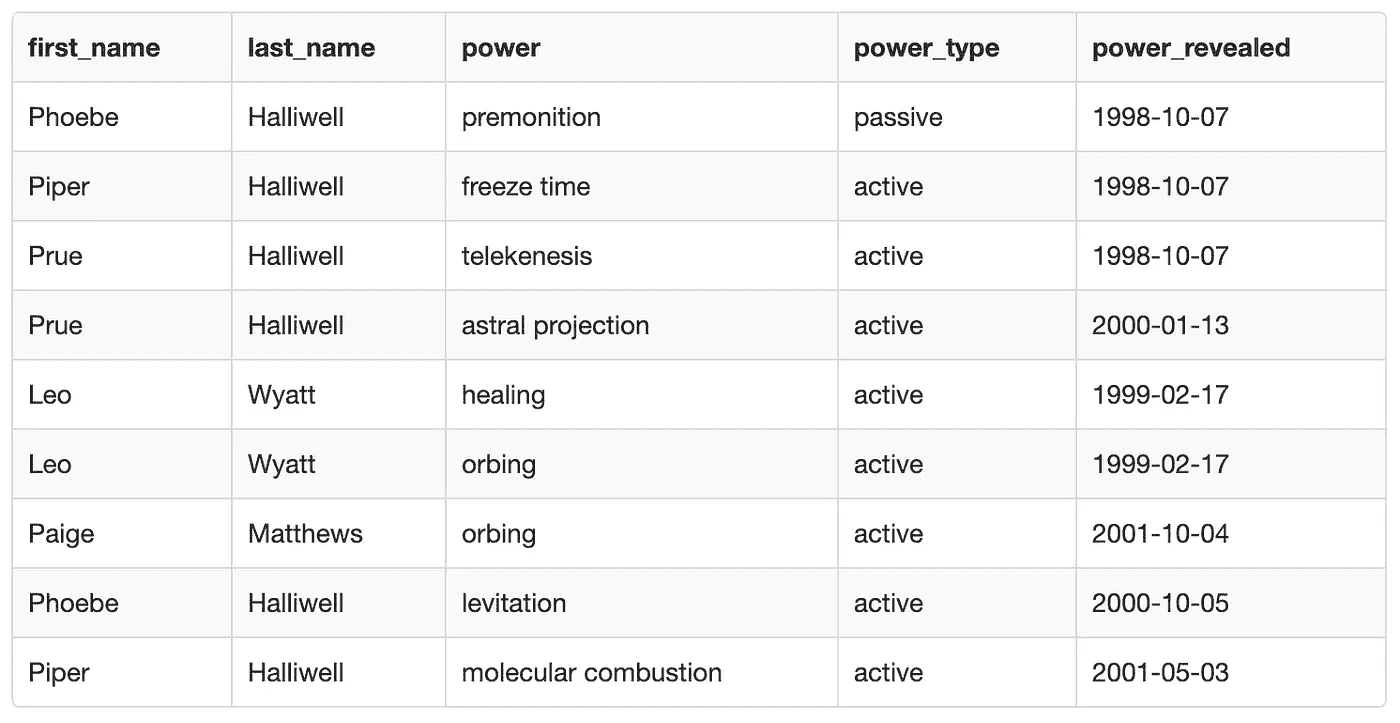 first_name last_name power power_type power_revealed
Phoebe Halliwell premonition passive 1998-10-07
Piper Halliwell freeze time active 1998-10-07
Prue Halliwell telekenesis active 1998-10-07
Prue Halliwell astral projection active 2000-01-13
Leo Wyatt healing active 1999-02-17
Leo Wyatt orbing active 1999-02-17
Paige Matthews orbing active 2001-10-04
Phoebe Halliwell levitation active 2000-10-05
Piper Halliwell molecular combustion active 2001-05-03